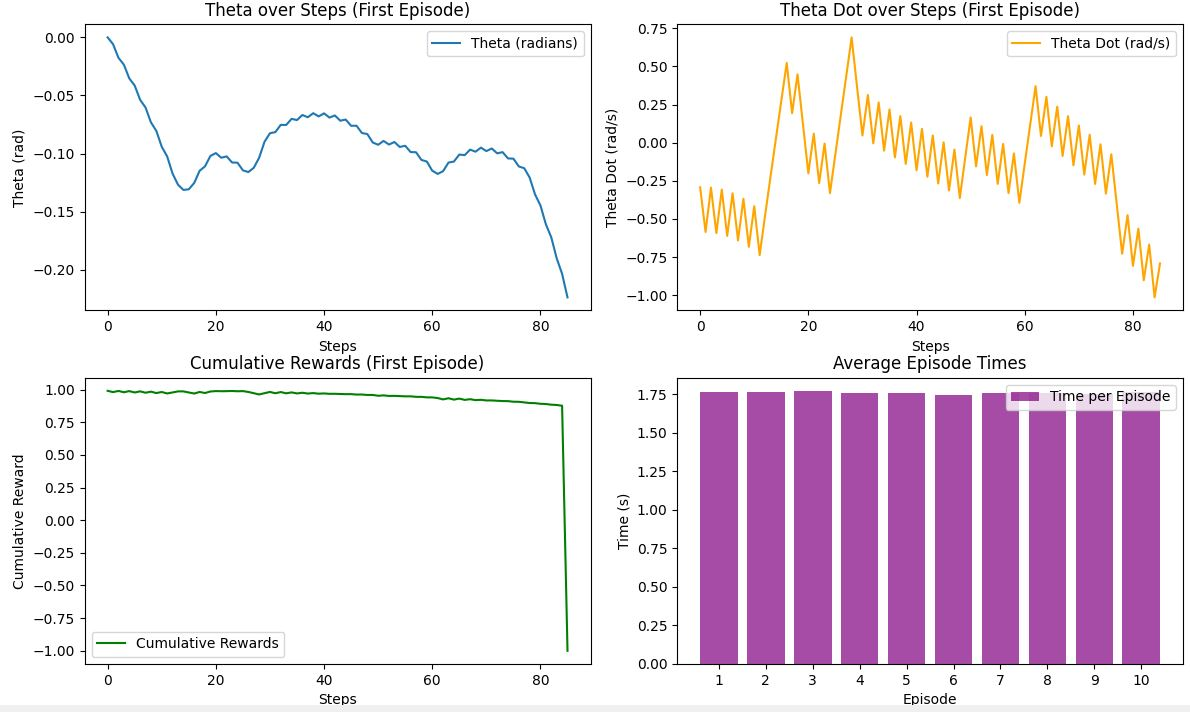 Theta over Steps (First Episode)
Theta (radians)
Theta (rad)
0.00
−0.05
−0.10
−0.15
−0.20
0 20 40 60 80
Steps
Theta Dot over Steps (First Episode)
Theta Dot (rad/s)
Theta Dot (rad/s)
0.75
0.50
0.25
0.00
−0.25
−0.50
−0.75
−1.00
0 20 40 60 80
Steps
Cumulative Rewards (First Episode)
Cumulative Reward
1.00
0.75
0.50
0.25
0.00
−0.25
−0.50
−0.75
−1.00
Cumulative Rewards
0 20 40 60 80
Steps
Average Episode Times
Time per Episode
Time (s)
1.75
1.50
1.25
1.00
0.75
0.50
0.25
0.00
1 2 3 4 5 6 7 8 9 10
Episode